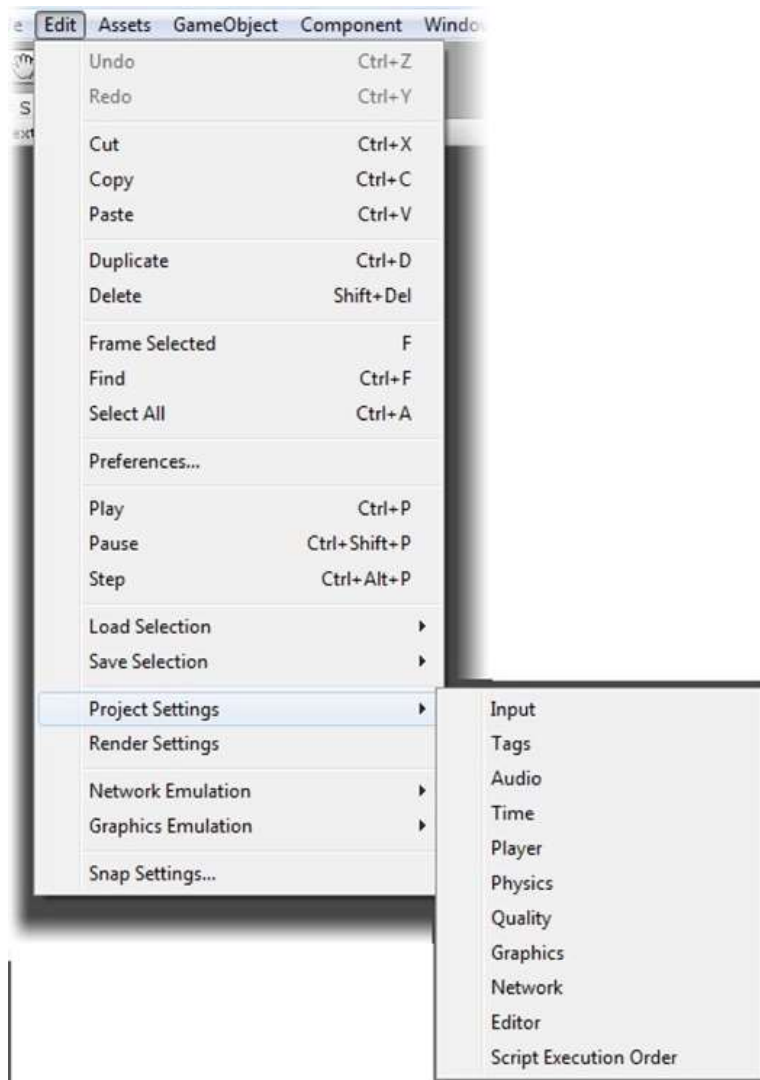 e Edit Assets GameObject Component Windo
S
ext
Undo Ctrl+Z
Redo Ctrl+Y
Cut Ctrl+X
Copy Ctrl+C
Paste Ctrl+V
Duplicate Ctrl+D
Delete Shift+Del
Frame Selected F
Find Ctrl+F
Select All Ctrl+A
Preferences...
Play Ctrl+P
Pause Ctrl+Shift+P
Step Ctrl+Alt+P
Load Selection
Save Selection
Project Settings
Render Settings
Network Emulation
Graphics Emulation
Snap Settings...
Input
Tags
Audio
Time
Player
Physics
Quality
Graphics
Network
Editor
Script Execution Order